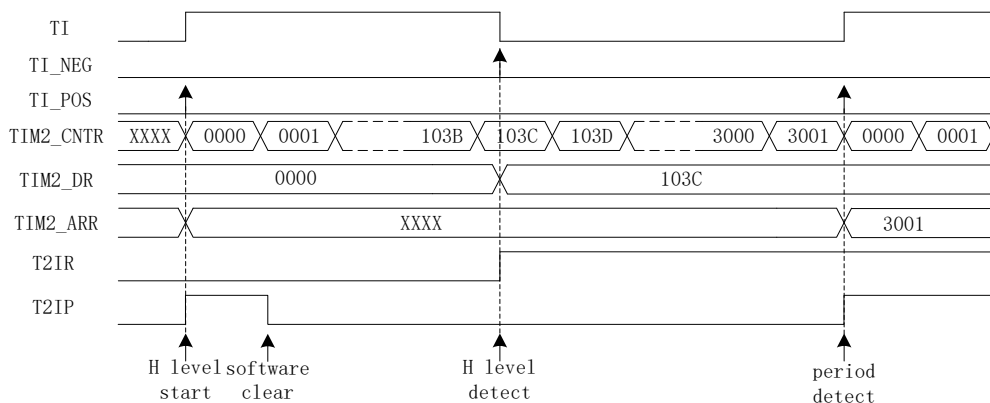 TI
TI_NEG
TI_POS
TIM2_CNTR XXXX 0000 0001 103B 103C 103D 3000 3001 0000 0001
TIM2_DR 0000 103C
TIM2_ARR XXXX 3001
T2IR
T2IP
H level start
software clear
H level detect
period detect